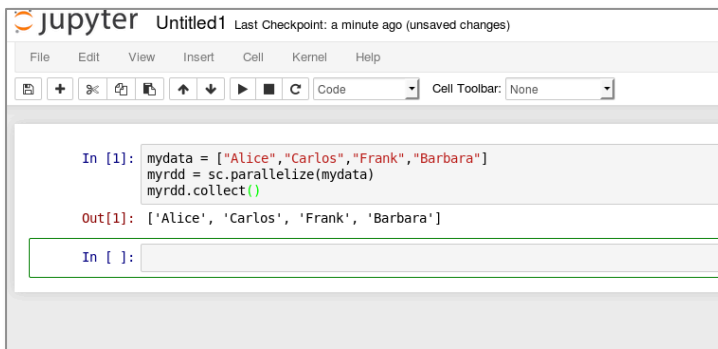 jupyter Untitled1 Last Checkpoint: a minute ago (unsaved changes)
File Edit View Insert Cell Kernel Help
Code Cell Toolbar: None
In [1]: mydata = ["Alice","Carlos","Frank","Barbara"]
myrdd = sc.parallelize(mydata)
myrdd.collect()
Out[1]: ['Alice', 'Carlos', 'Frank', 'Barbara']
In [ ]: